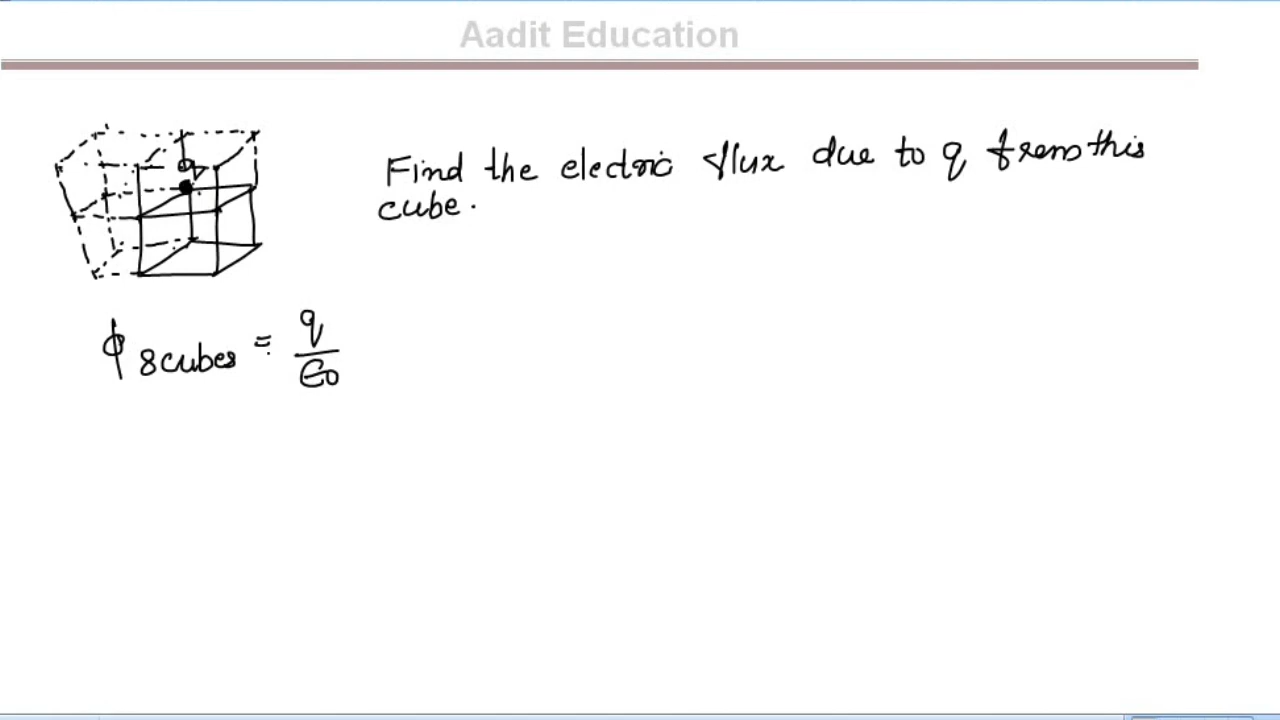 Aadit Education
q
Find the electric flux due to q from this
cube.
ϕ 8cubes = q/ϵ0